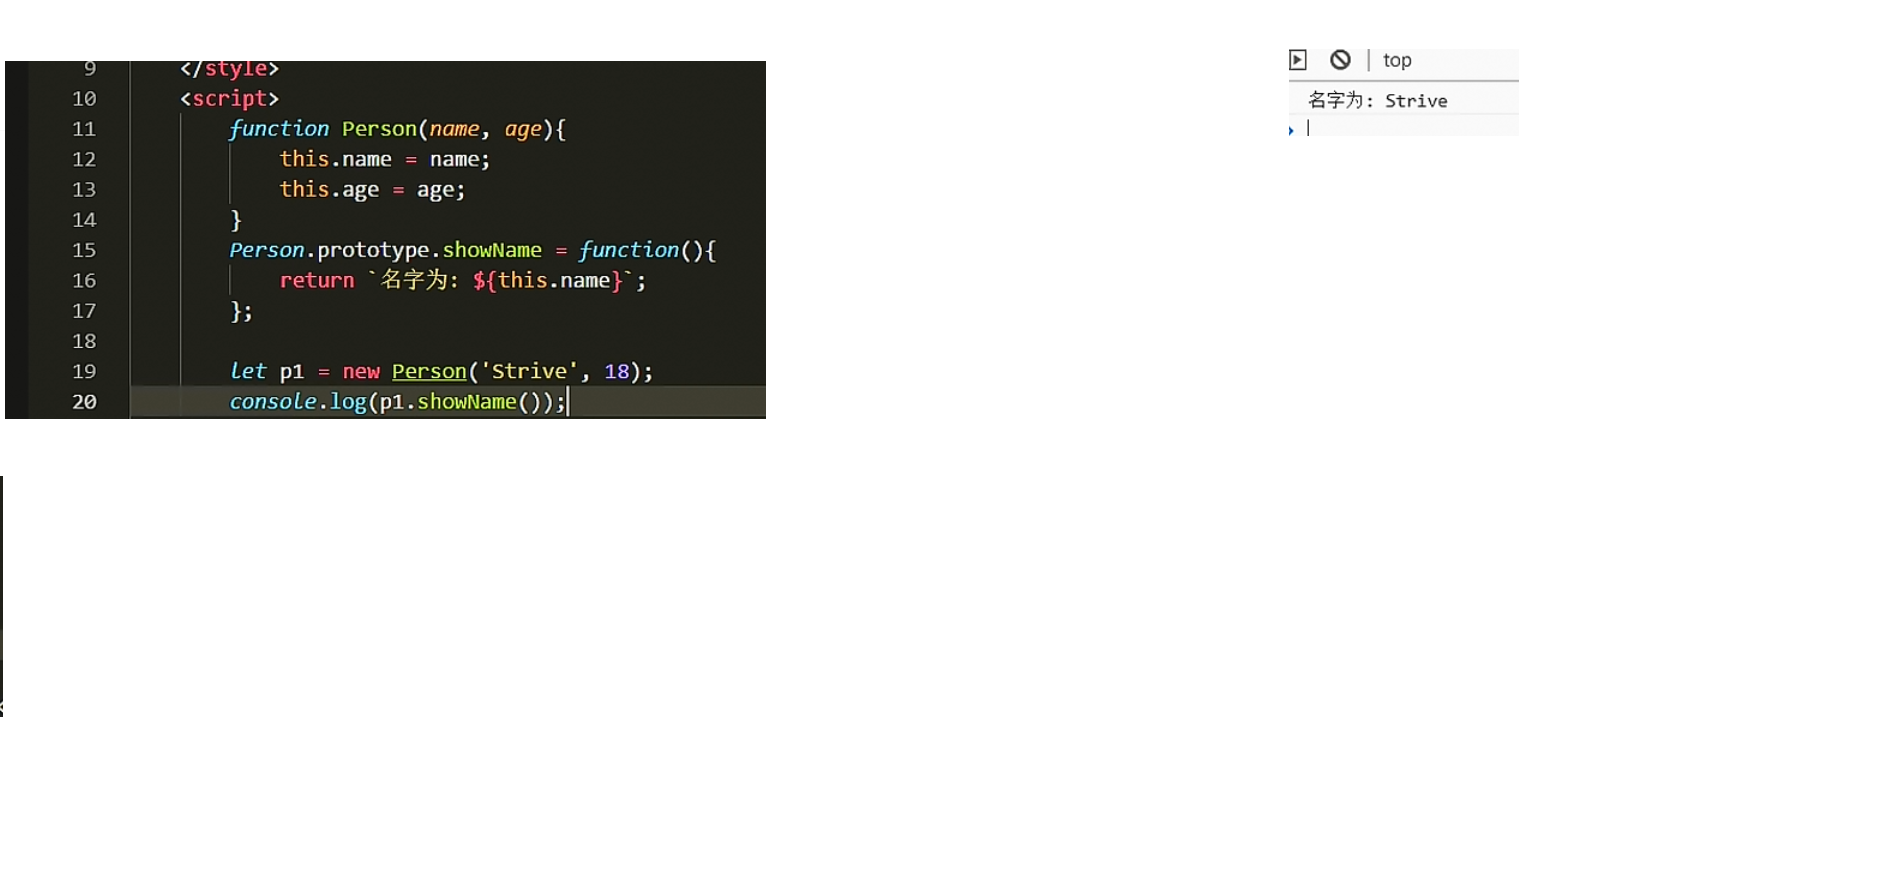 9 </style>
10 <script>
11 function Person(name, age){
12 this.name = name;
13 this.age = age;
14 }
15 Person.prototype.showName = function(){
16 return `名字为: ${this.name}`;
17 };
18
19 let p1 = new Person('Strive', 18);
20 console.log(p1.showName());
top
名字为: Strive